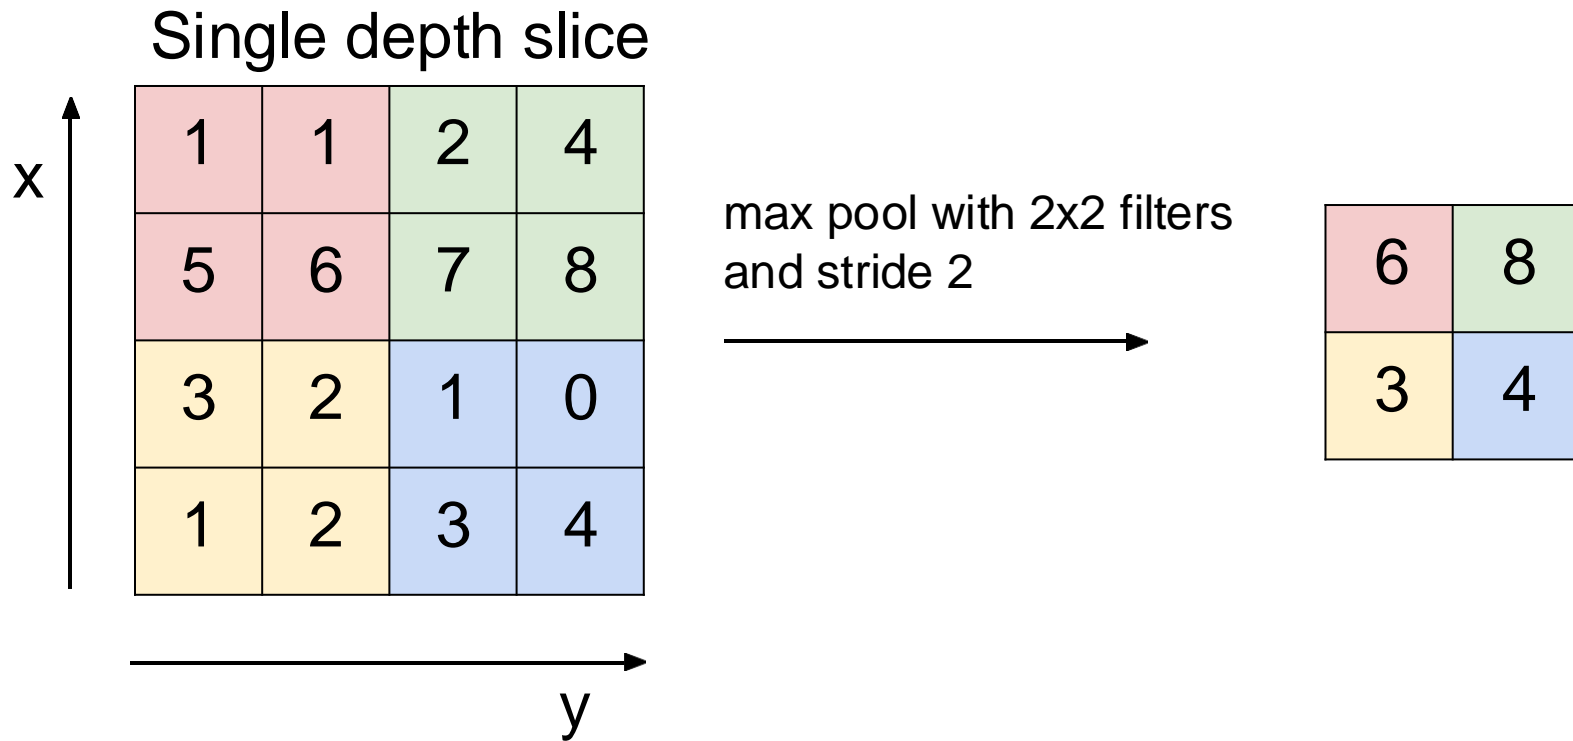 Single depth slice
x
1 1 2 4
5 6 7 8
3 2 1 0
1 2 3 4
y
max pool with 2x2 filters
and stride 2
6 8
3 4